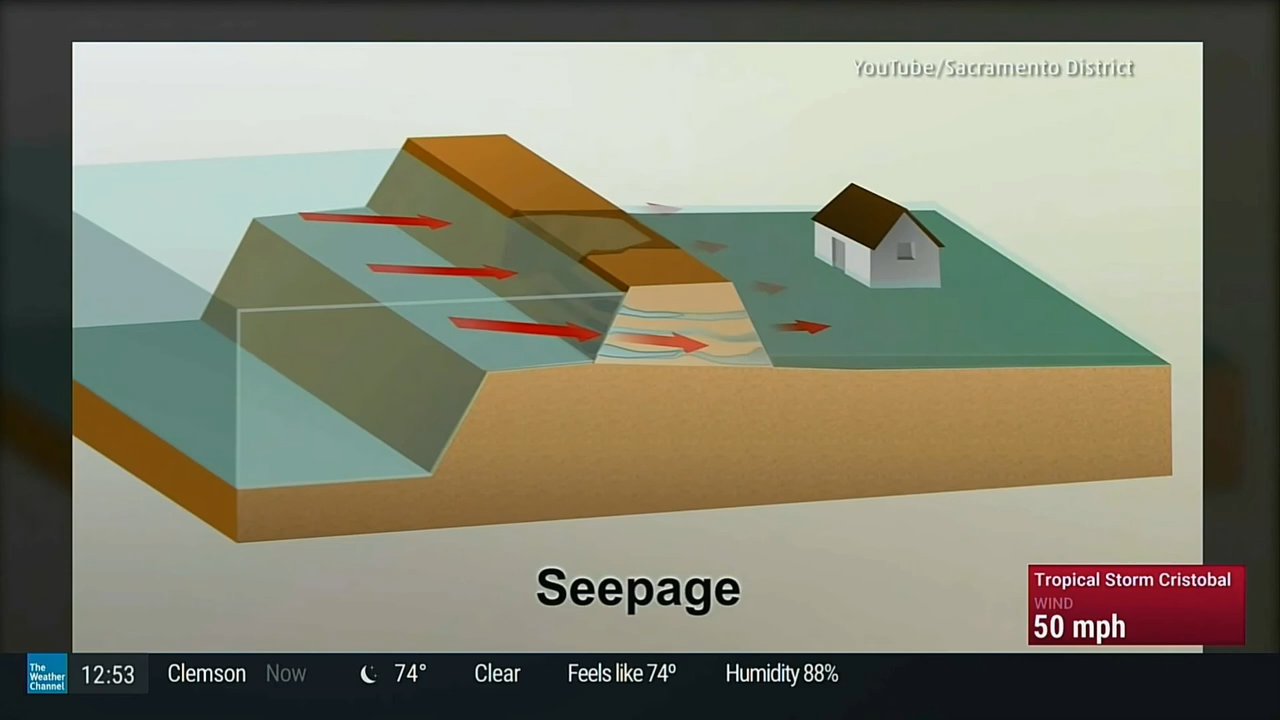 YouTube/Sacramento District
Seepage
Tropical Storm Cristobal
WIND
50 mph
The
Weather
Channel
12:53
Clemson Now 74° Clear Feels like 74° Humidity 88%